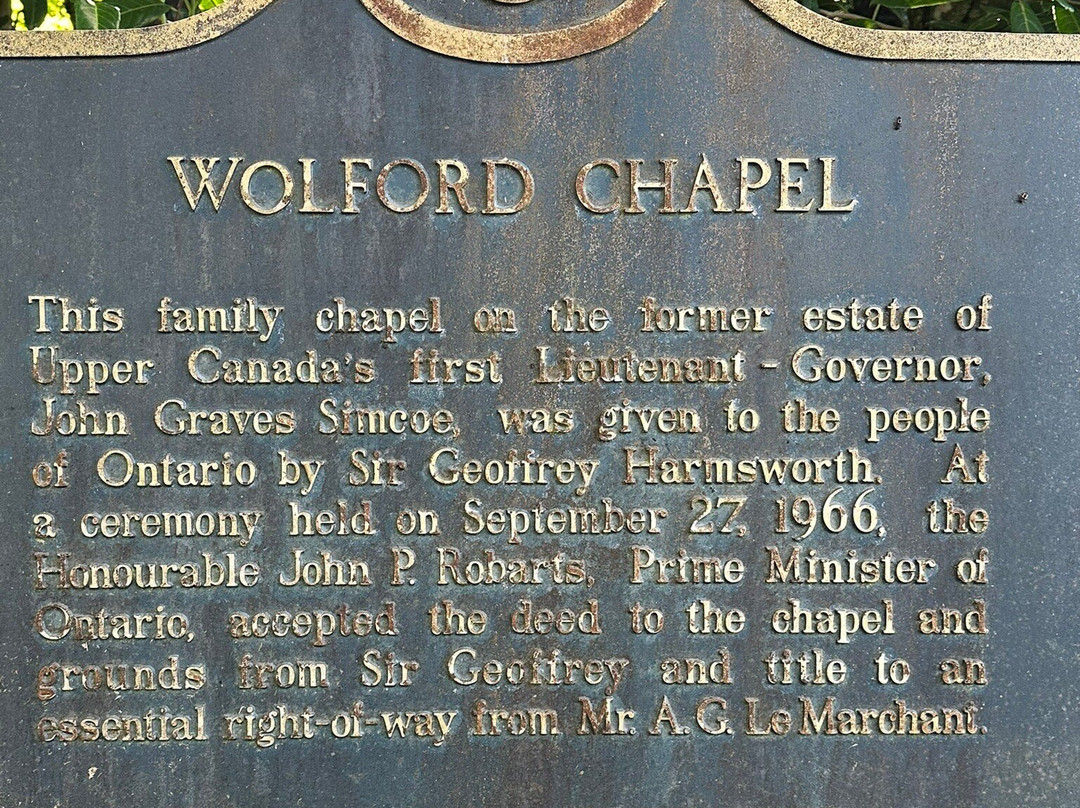 WOLFORD CHAPEL
This family chapel on the former estate of
Upper Canada's first Lieutenant-Governor,
John Graves Simcoe, was given to the people
of Ontario by Sir Geoffrey Harmsworth. At
a ceremony held on September 27, 1966, the
Honourable John P. Robarts, Prime Minister of
Ontario, accepted the deed to the chapel and
grounds from Sir Geoffrey and title to an
essential right-of-way from Mr. A.G. Le Marchant.